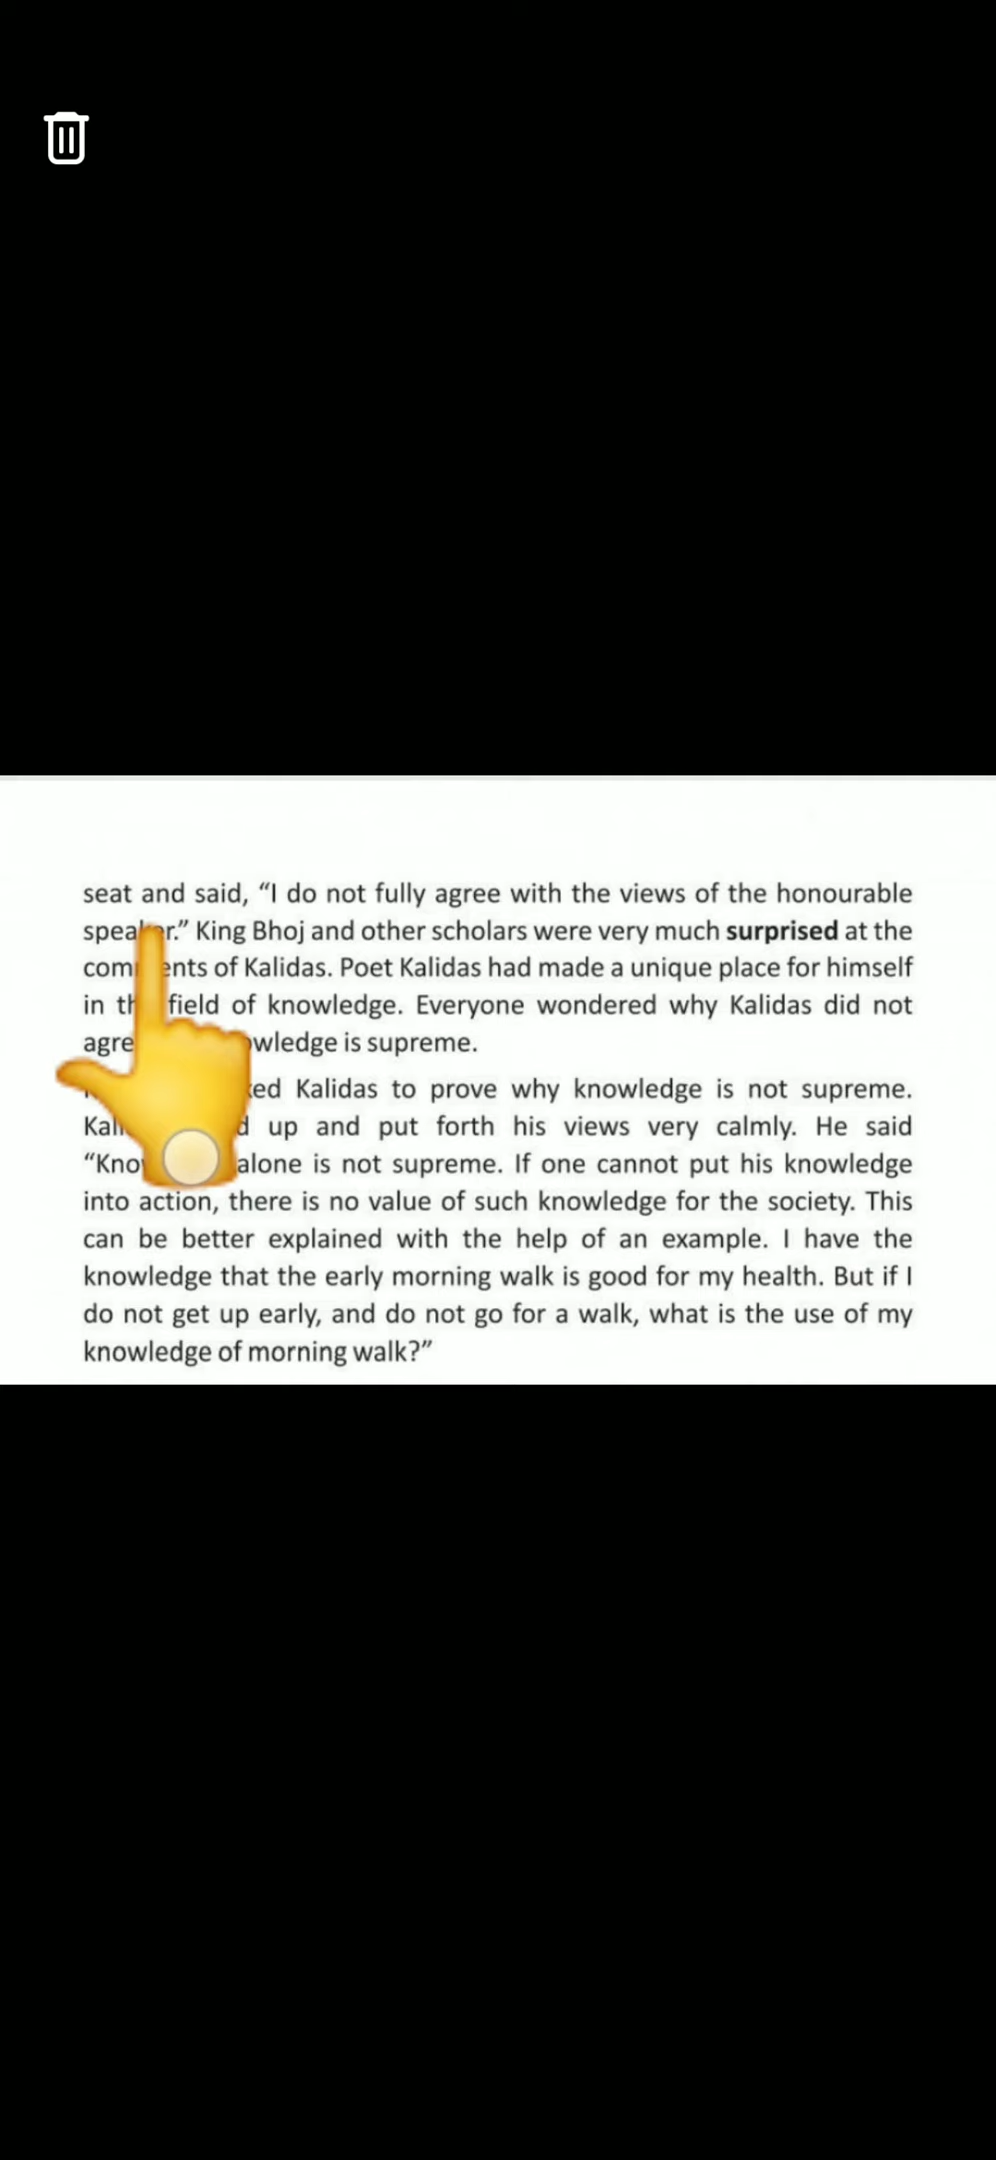 seat and said, “I do not fully agree with the views of the honourable
speaker.” King Bhoj and other scholars were very much surprised at the
comments of Kalidas. Poet Kalidas had made a unique place for himself
in the field of knowledge. Everyone wondered why Kalidas did not
knowledge is supreme.
Kalidas to prove why knowledge is not supreme.
up and put forth his views very calmly. He said
“Knowledge alone is not supreme. If one cannot put his knowledge
into action, there is no value of such knowledge for the society. This
can be better explained with the help of an example. I have the
knowledge that the early morning walk is good for my health. But if I
do not get up early, and do not go for a walk, what is the use of my
knowledge of morning walk?”